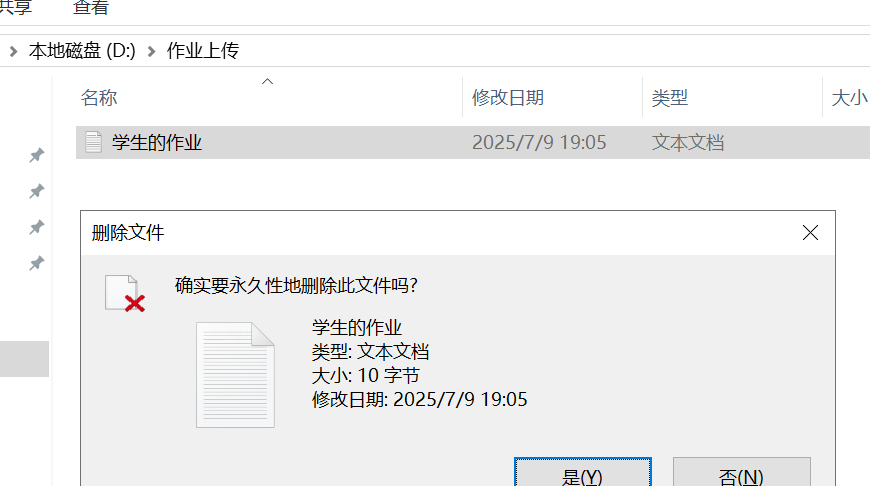 共享 查看
本地磁盘 (D:) 作业上传
名称 修改日期 类型 大小
学生的作业 2025/7/9 19:05 文本文档
删除文件
确实要永久性地删除此文件吗?
学生的作业
类型: 文本文档
大小: 10 字节
修改日期: 2025/7/9 19:05
是(Y) 否(N)